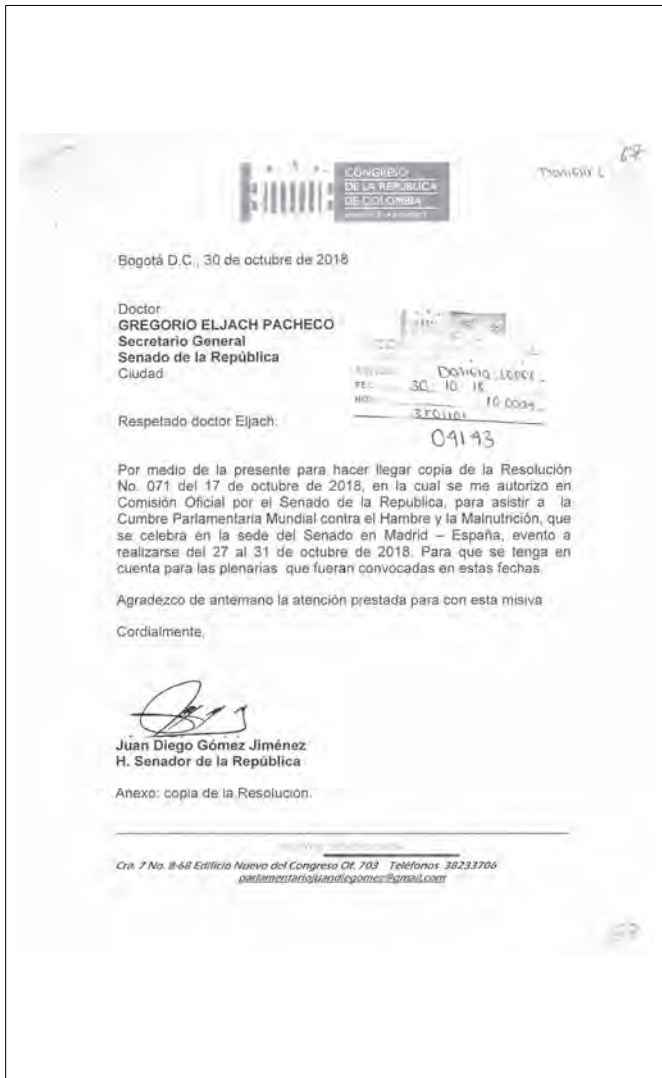 67
CONGRESO
DE LA REPÚBLICA
DE COLOMBIA
Bogotá D.C., 30 de octubre de 2018
Doctor
GREGORIO ELJACH PACHECO
Secretario General
Senado de la República
Ciudad
30 10 18
09193
Respetado doctor Eljach:
Por medio de la presente para hacer llegar copia de la Resolución
No. 071 del 17 de octubre de 2018, en la cual se me autorizo en
Comisión Oficial por el Senado de la Republica, para asistir a la
Cumbre Parlamentaria Mundial contra el Hambre y la Malnutrición, que
se celebra en la sede del Senado en Madrid – España, evento a
realizarse del 27 al 31 de octubre de 2018. Para que se tenga en
cuenta para las plenarias que fueran convocadas en estas fechas.
Agradezco de antemano la atención prestada para con esta misiva
Cordialmente,
Juan Diego Gómez Jiménez
H. Senador de la República
Anexo: copia de la Resolución.
Cra. 7 No. 8-68 Edificio Nuevo del Congreso Of. 703 Teléfonos 38233706
parlamentariojuandiegomez@gmail.com